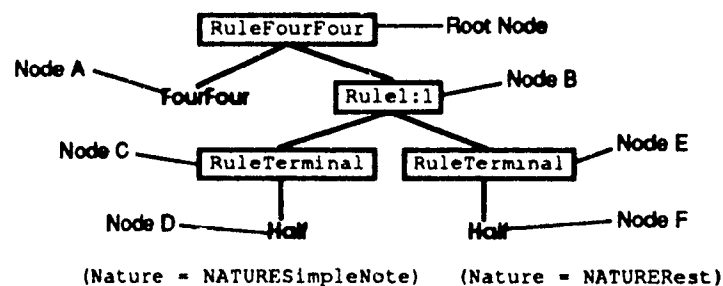 RuleFourFour Root Node
Node A
FourFour Rule1:1 Node B
Node C RuleTerminal RuleTerminal Node E
Node D Half Half Node F
(Nature = NATURESimpleNote) (Nature = NATURERest)